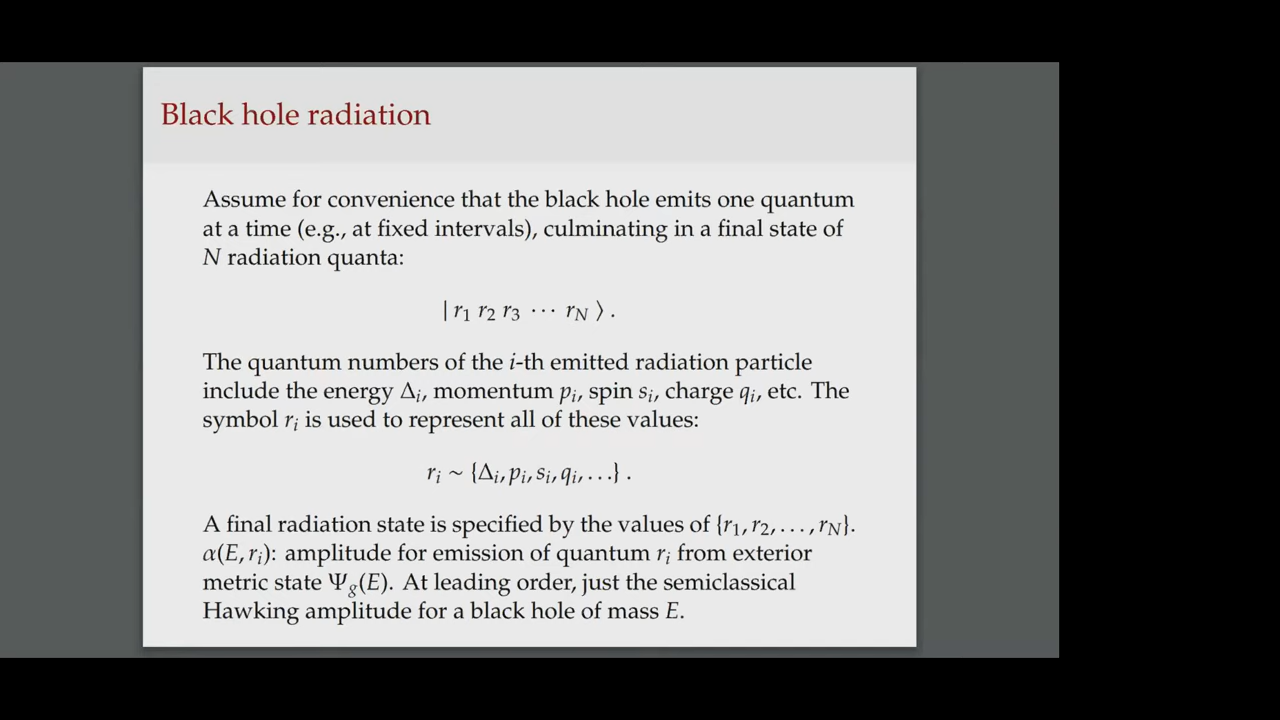 Black hole radiation
Assume for convenience that the black hole emits one quantum
at a time (e.g., at fixed intervals), culminating in a final state of
N radiation quanta:
| r₁ r₂ r₃ ⋯ r_N ⟩ .
The quantum numbers of the i-th emitted radiation particle
include the energy Δᵢ, momentum pᵢ, spin sᵢ, charge qᵢ, etc. The
symbol rᵢ is used to represent all of these values:
rᵢ ∼ {Δᵢ, pᵢ, sᵢ, qᵢ, . . .} .
A final radiation state is specified by the values of {r₁, r₂, . . . , r_N}.
α(E, rᵢ): amplitude for emission of quantum rᵢ from exterior
metric state Ψ_g(E). At leading order, just the semiclassical
Hawking amplitude for a black hole of mass E.